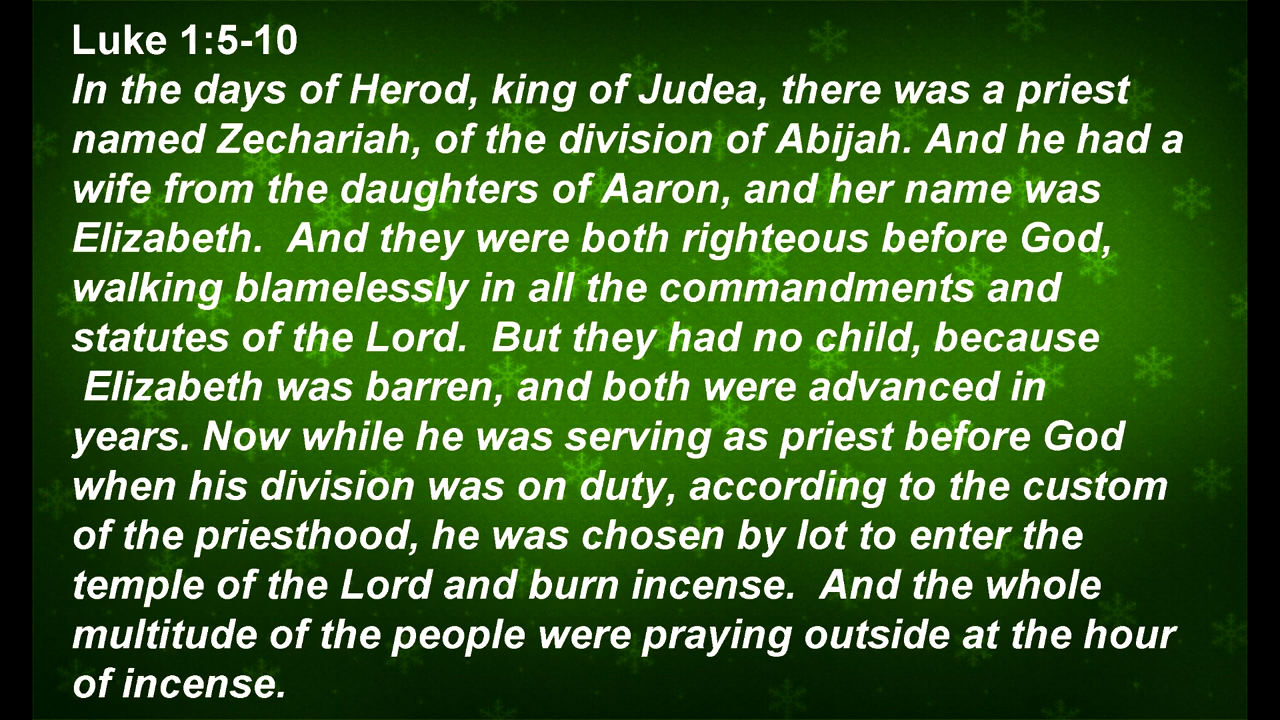 Luke 1:5-10
In the days of Herod, king of Judea, there was a priest
named Zechariah, of the division of Abijah. And he had a
wife from the daughters of Aaron, and her name was
Elizabeth.  And they were both righteous before God,
walking blamelessly in all the commandments and
statutes of the Lord.  But they had no child, because
Elizabeth was barren, and both were advanced in
years. Now while he was serving as priest before God
when his division was on duty, according to the custom
of the priesthood, he was chosen by lot to enter the
temple of the Lord and burn incense.  And the whole
multitude of the people were praying outside at the hour
of incense.